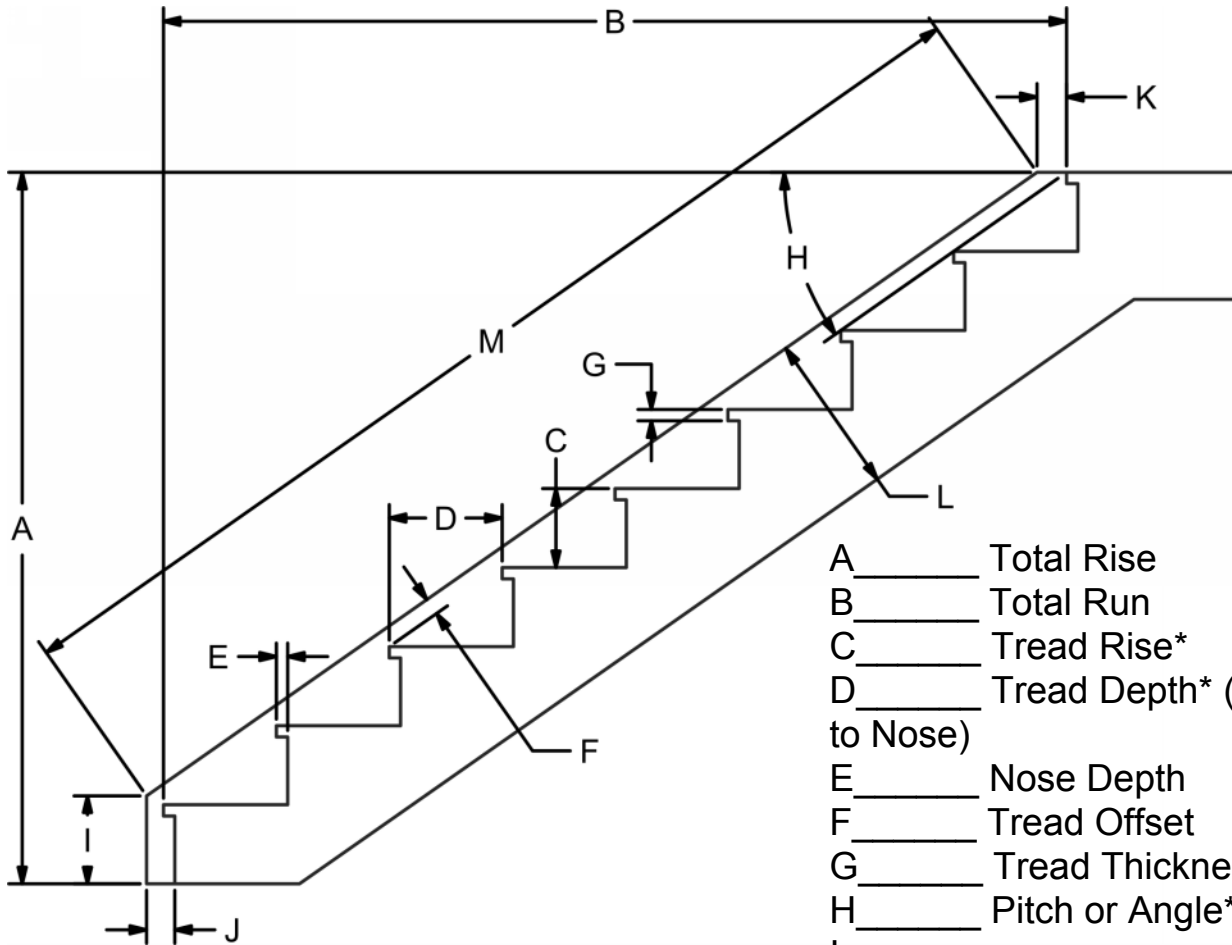 B
K
H
M
G
C
L
A
D
E
F
I
J
A______ Total Rise
B______ Total Run
C______ Tread Rise*
D______ Tread Depth* (
to Nose)
E______ Nose Depth
F______ Tread Offset
G______ Tread Thickne
H______ Pitch or Angle*